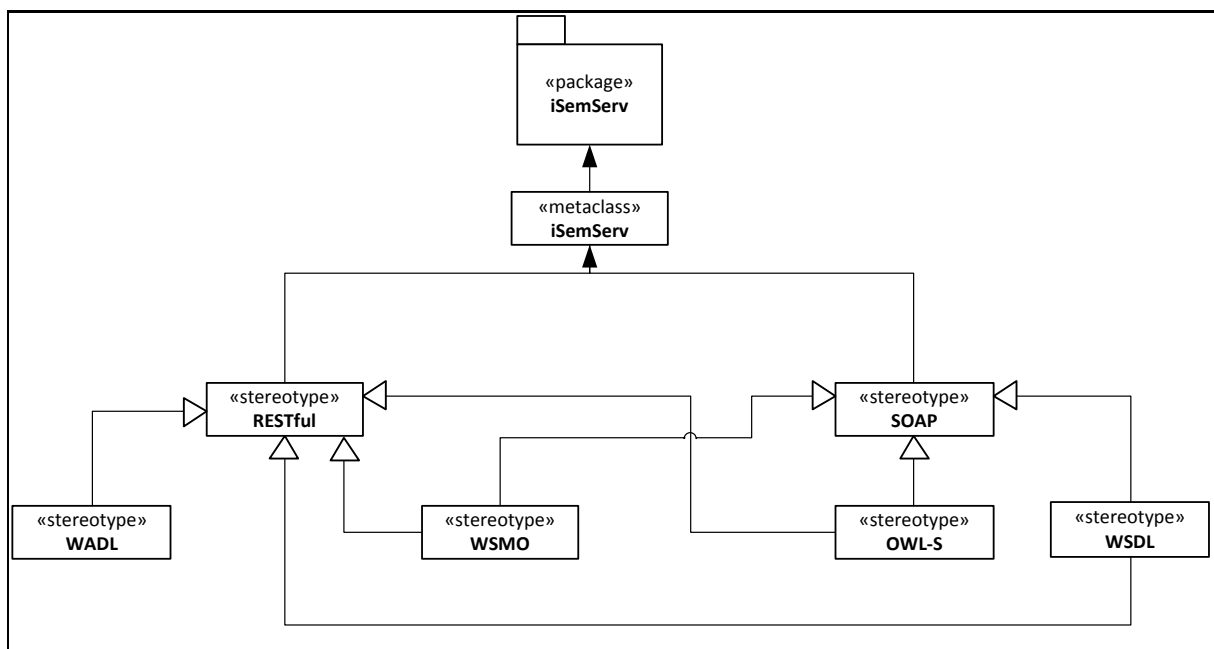 «package»
iSemServ
«metaclass»
iSemServ
«stereotype»
RESTful
«stereotype»
SOAP
«stereotype»
WADL
«stereotype»
WSMO
«stereotype»
OWL-S
«stereotype»
WSDL